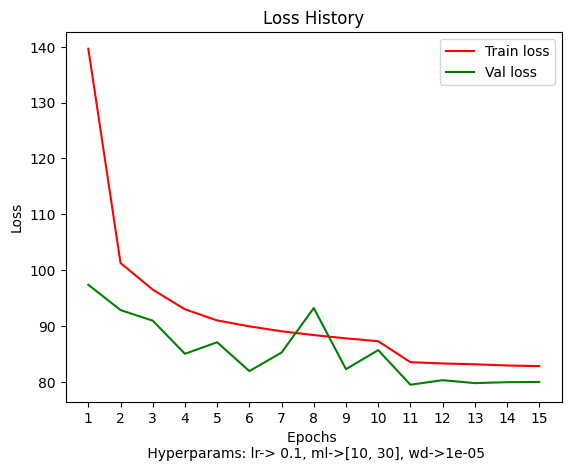 Loss History
140
130
120
110
100
90
80
Loss
Train loss
Val loss
1 2 3 4 5 6 7 8 9 10 11 12 13 14 15
Epochs
Hyperparams: lr-> 0.1, ml->[10, 30], wd->1e-05